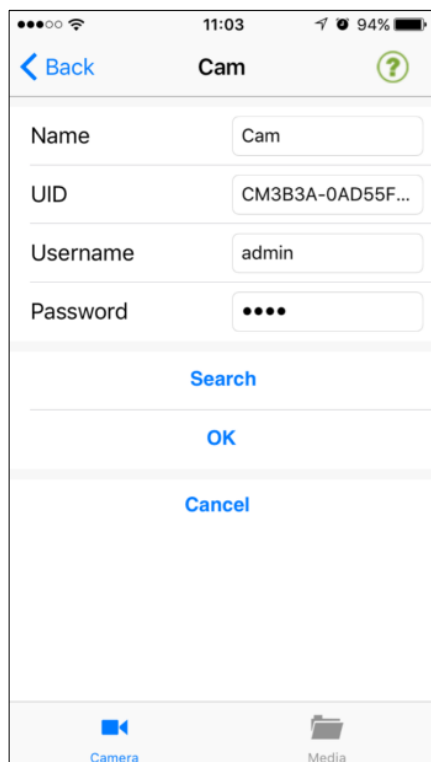 11:03 94%
Back Cam ?
Name Cam
UID CM3B3A-0AD55F...
Username admin
Password ••••
Search
OK
Cancel
Camera Media